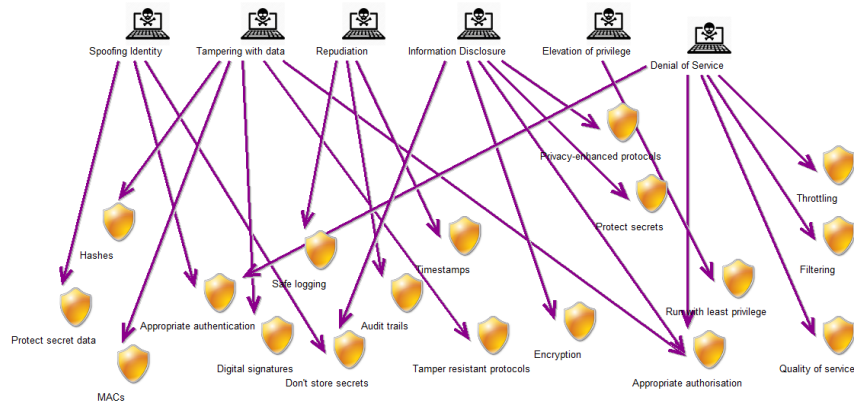 Spoofing Identity
Tampering with data
Repudiation
Information Disclosure
Elevation of privilege
Denial of Service
Privacy-enhanced protocols
Throttling
Protect secrets
Hashes
Timestamps
Filtering
Safe logging
Run with least privilege
Appropriate authentication
Audit trails
Protect secret data
Digital signatures
Encryption
Don't store secrets
Tamper resistant protocols
Appropriate authorisation
Quality of service
MACs